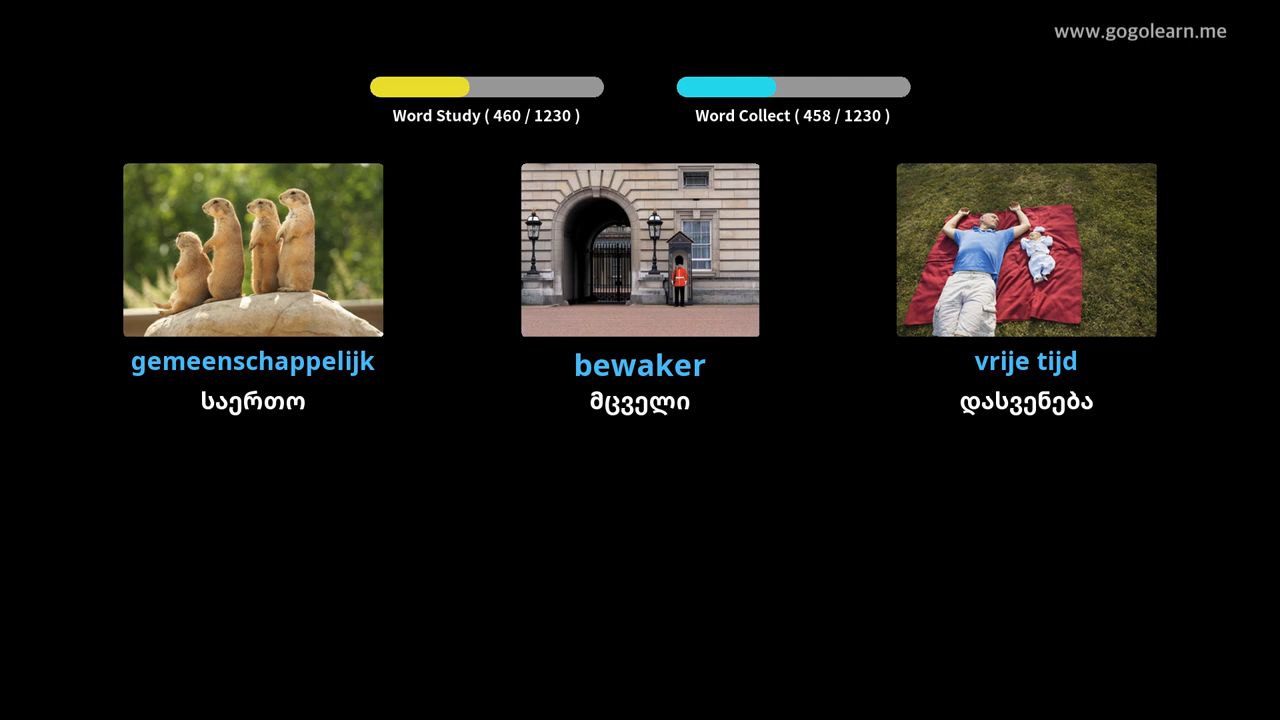 www.gogolearn.me
Word Study ( 460 / 1230 )
Word Collect ( 458 / 1230 )
gemeenschappelijk
bewaker
vrije tijd
საერთო
მცველი
დასვენება